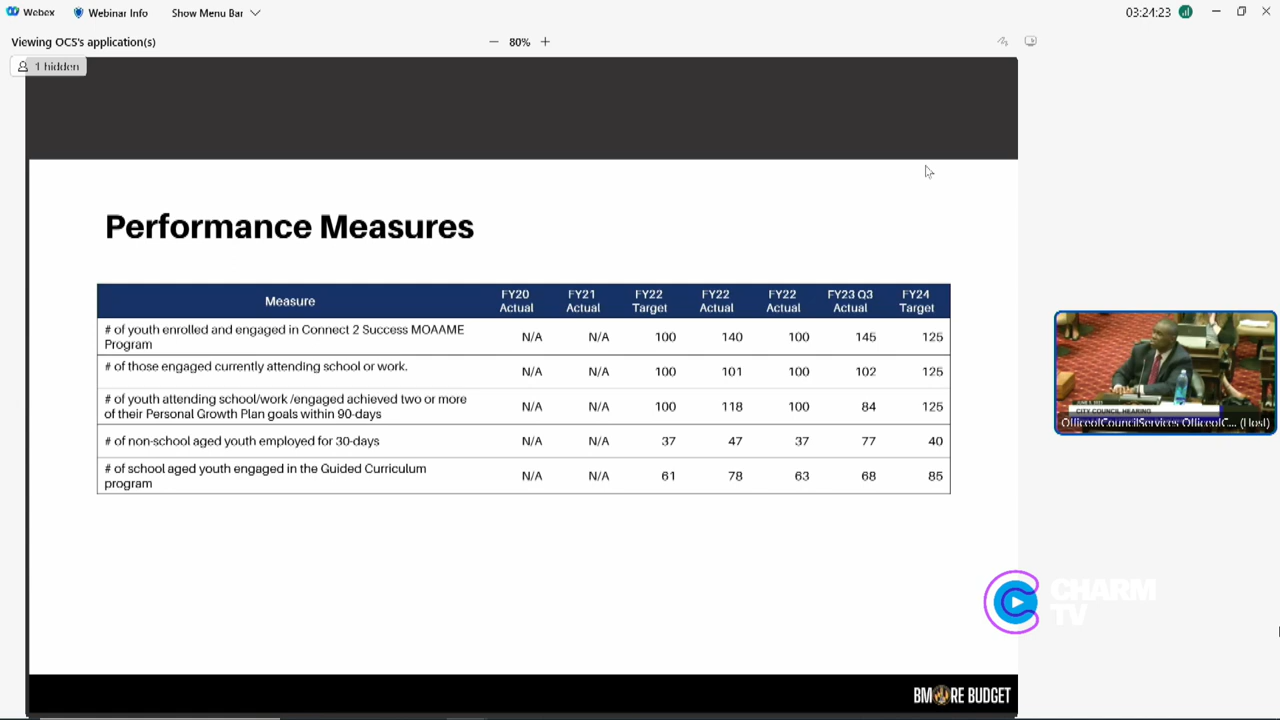 Webex
Webinar Info
Show Menu Bar
03:24:23
Viewing OCS's application(s)
80%
1 hidden
Performance Measures
Measure FY20 Actual FY21 Actual FY22 Target FY22 Actual FY22 Actual FY23 Q3 Actual FY24 Target
# of youth enrolled and engaged in Connect 2 Success MOAAME
Program
N/A N/A 100 140 100 145 125
# of those engaged currently attending school or work.
N/A N/A 100 101 100 102 125
# of youth attending school/work /engaged achieved two or more
of their Personal Growth Plan goals within 90-days
N/A N/A 100 118 100 84 125
# of non-school aged youth employed for 30-days N/A N/A 37 47 37 77 40
# of school aged youth engaged in the Guided Curriculum
program
N/A N/A 61 78 63 68 85
CITY COUNCIL HEARING
OfficeofCouncilServices OfficeofC... (Host)
CHARM
TV
BMORE BUDGET